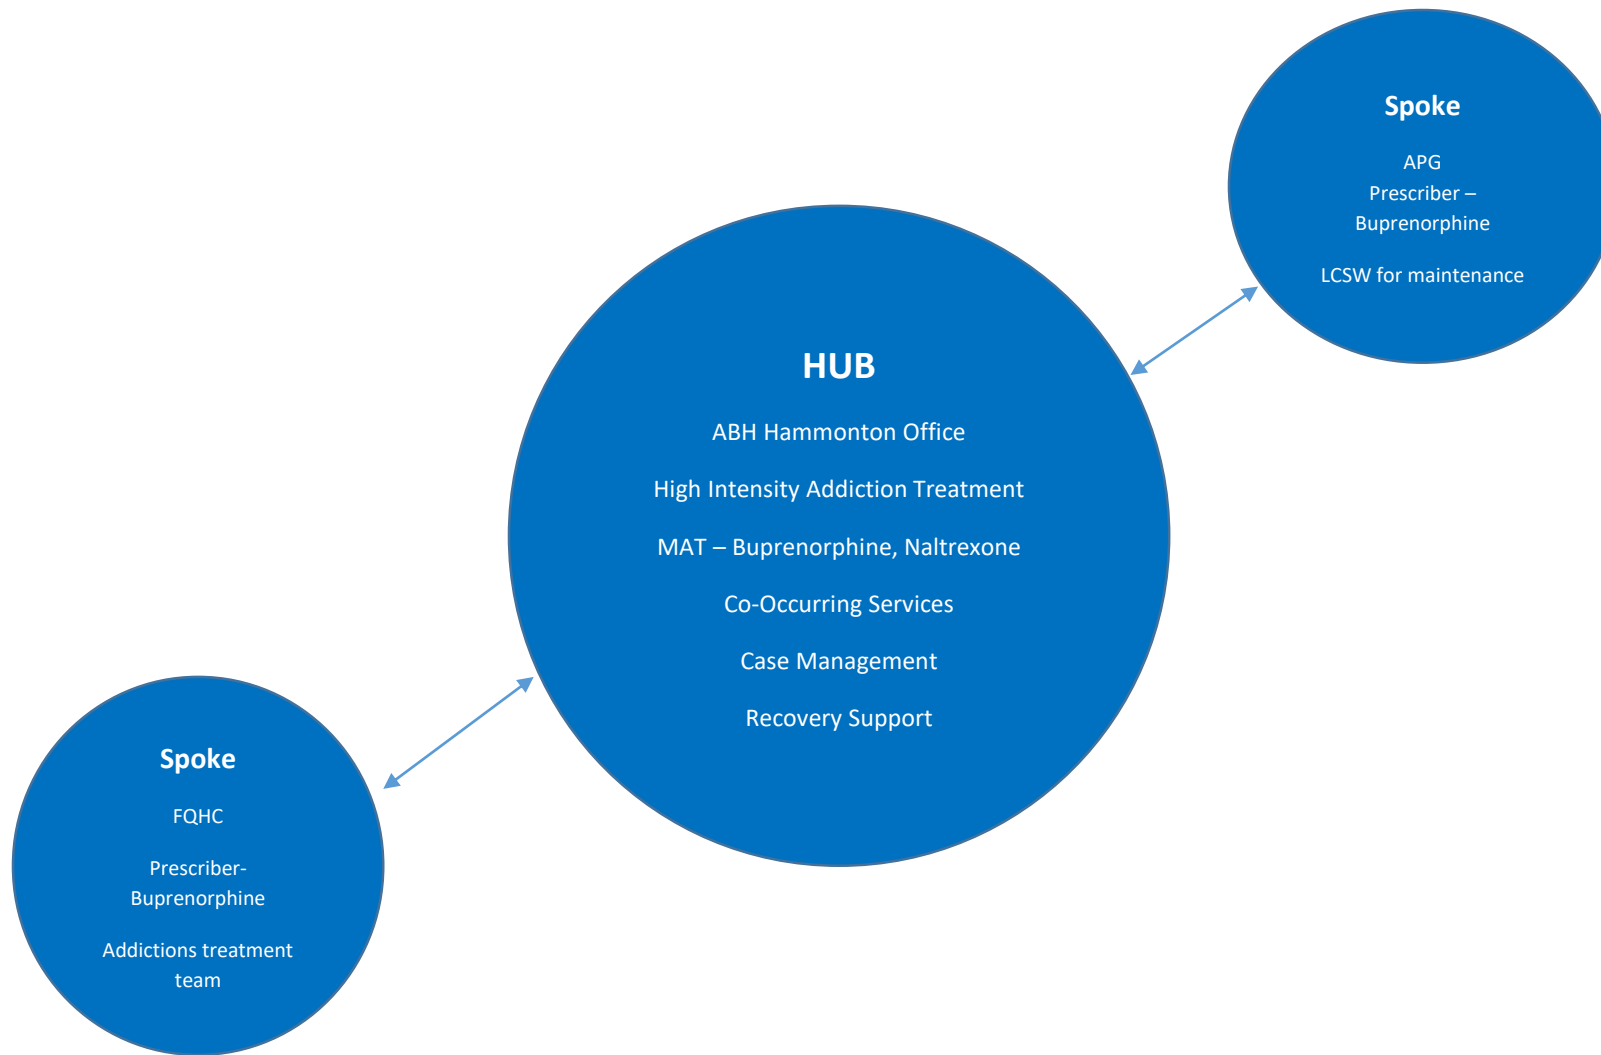 Spoke
APG
Prescriber –
Buprenorphine
LCSW for maintenance
HUB
ABH Hammonton Office
High Intensity Addiction Treatment
MAT – Buprenorphine, Naltrexone
Co-Occurring Services
Case Management
Recovery Support
Spoke
FQHC
Prescriber-
Buprenorphine
Addictions treatment
team